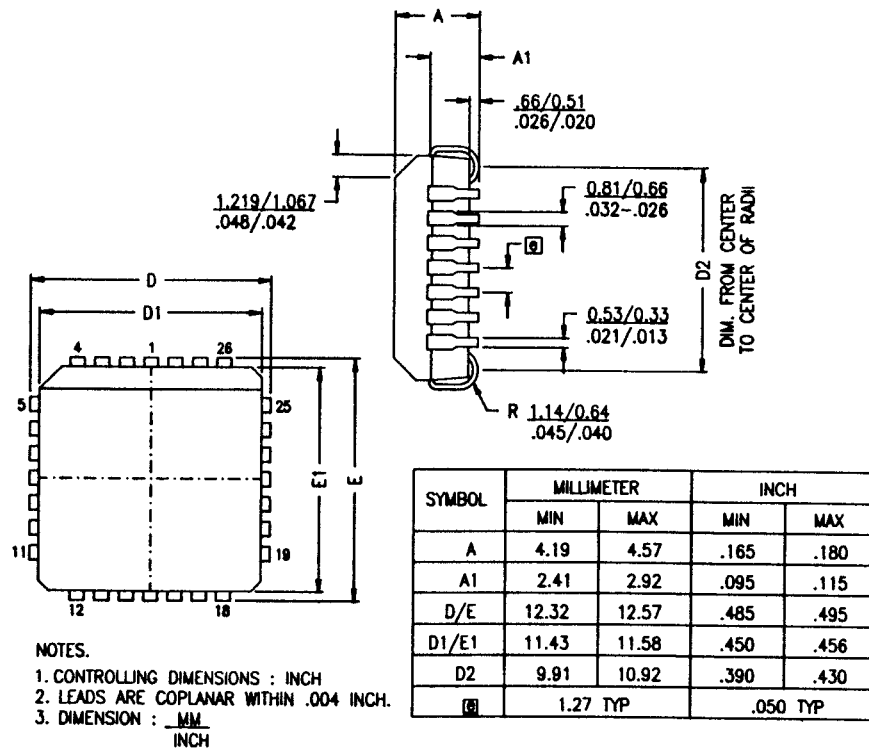 A
A1
.66/0.51
.026/.020
1.219/1.067
.048/.042
0.81/0.66
.032-.026
e
D2
DIM. FROM CENTER
TO CENTER OF RADII
0.53/0.33
.021/.013
R 1.14/0.64
.045/.040
D
D1
4 1 26
5 25
E1
E
11 19
12 18
SYMBOL MILLIMETER INCH
MIN MAX MIN MAX
A 4.19 4.57 .165 .180
A1 2.41 2.92 .095 .115
D/E 12.32 12.57 .485 .495
D1/E1 11.43 11.58 .450 .456
D2 9.91 10.92 .390 .430
e 1.27 TYP .050 TYP
NOTES.
1. CONTROLLING DIMENSIONS : INCH
2. LEADS ARE COPLANAR WITHIN .004 INCH.
3. DIMENSION : MM
INCH